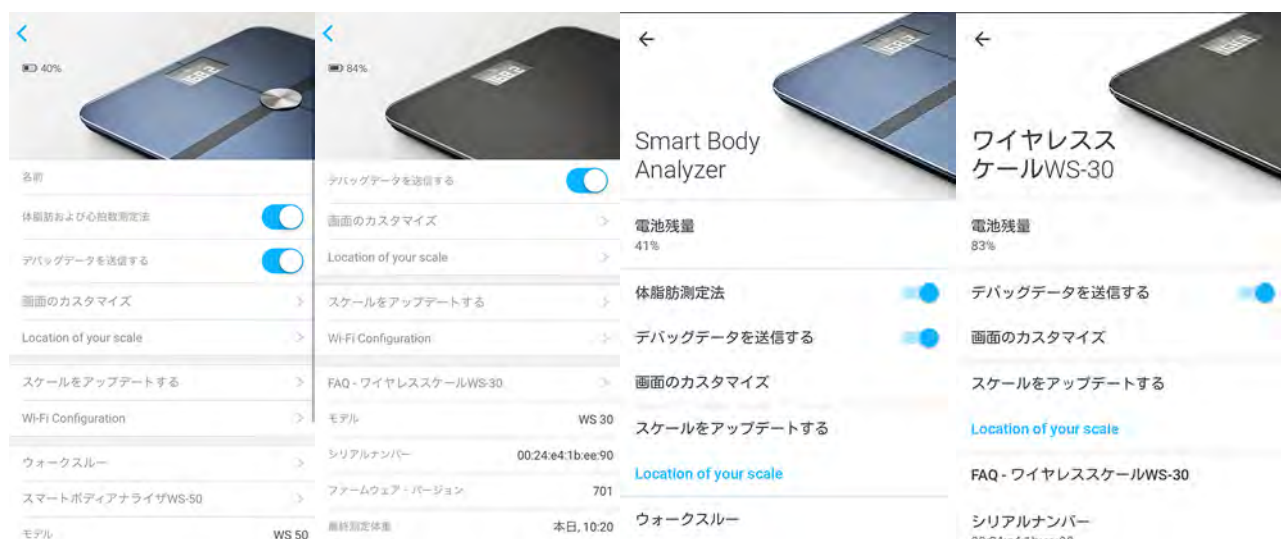 40%
名前
体脂肪および心拍数測定法
デバッグデータを送信する
画面のカスタマイズ
Location of your scale
スケールをアップデートする
Wi-Fi Configuration
ウォークスルー
スマートボディアナライザWS-50
モデル WS 50
84%
デバッグデータを送信する
画面のカスタマイズ
Location of your scale
スケールをアップデートする
Wi-Fi Configuration
FAQ - ワイヤレススケールWS-30
モデル WS 30
シリアルナンバー 00:24:e4:1b:ee:90
ファームウェア・バージョン 701
最終測定体重 本日, 10:20
Smart Body
Analyzer
電池残量
41%
体脂肪測定法
デバッグデータを送信する
画面のカスタマイズ
スケールをアップデートする
Location of your scale
ウォークスルー
ワイヤレスス
ケールWS-30
電池残量
83%
デバッグデータを送信する
画面のカスタマイズ
スケールをアップデートする
Location of your scale
FAQ - ワイヤレススケールWS-30
シリアルナンバー